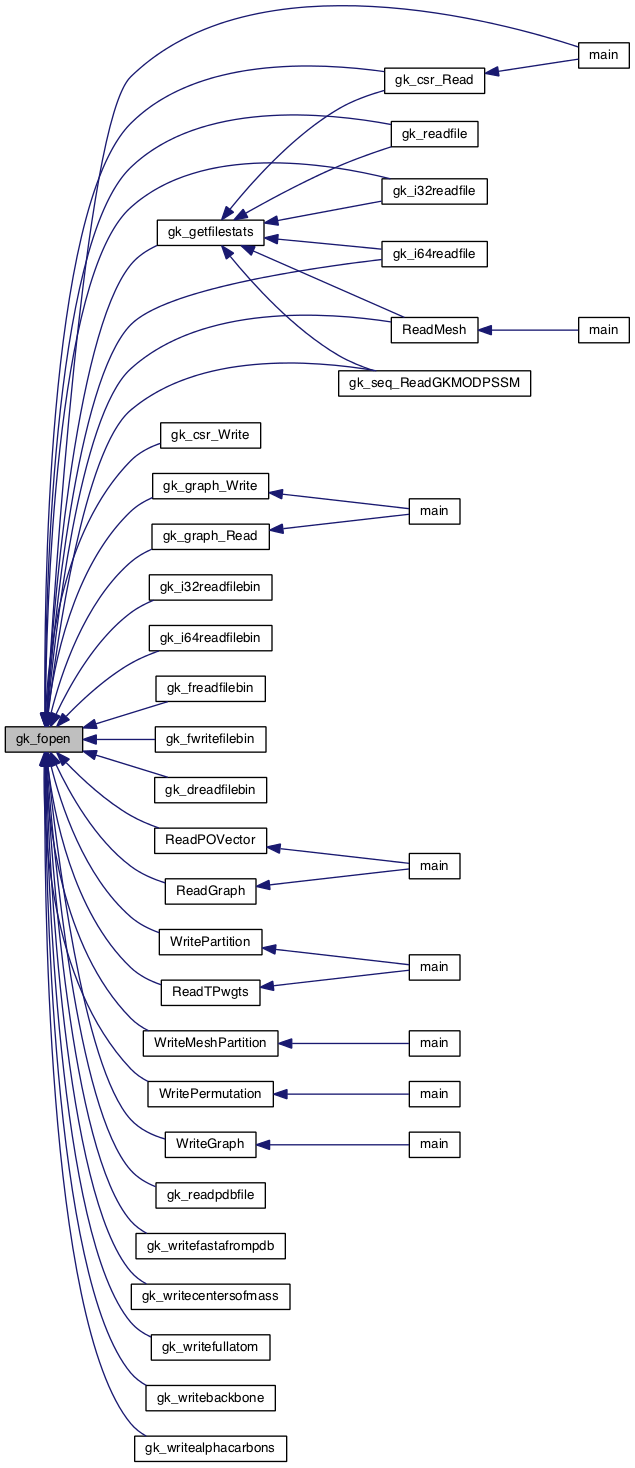 main
gk_csr_Read
gk_readfile
gk_i32readfile
gk_getfilestats
gk_i64readfile
ReadMesh
main
gk_seq_ReadGKMODPSSM
gk_csr_Write
gk_graph_Write
main
gk_graph_Read
gk_i32readfilebin
gk_i64readfilebin
gk_freadfilebin
gk_fopen
gk_fwritefilebin
gk_dreadfilebin
ReadPOVector
main
ReadGraph
WritePartition
main
ReadTPwgts
WriteMeshPartition
main
WritePermutation
main
WriteGraph
main
gk_readpdbfile
gk_writefastafrompdb
gk_writecentersofmass
gk_writefullatom
gk_writebackbone
gk_writealphacarbons